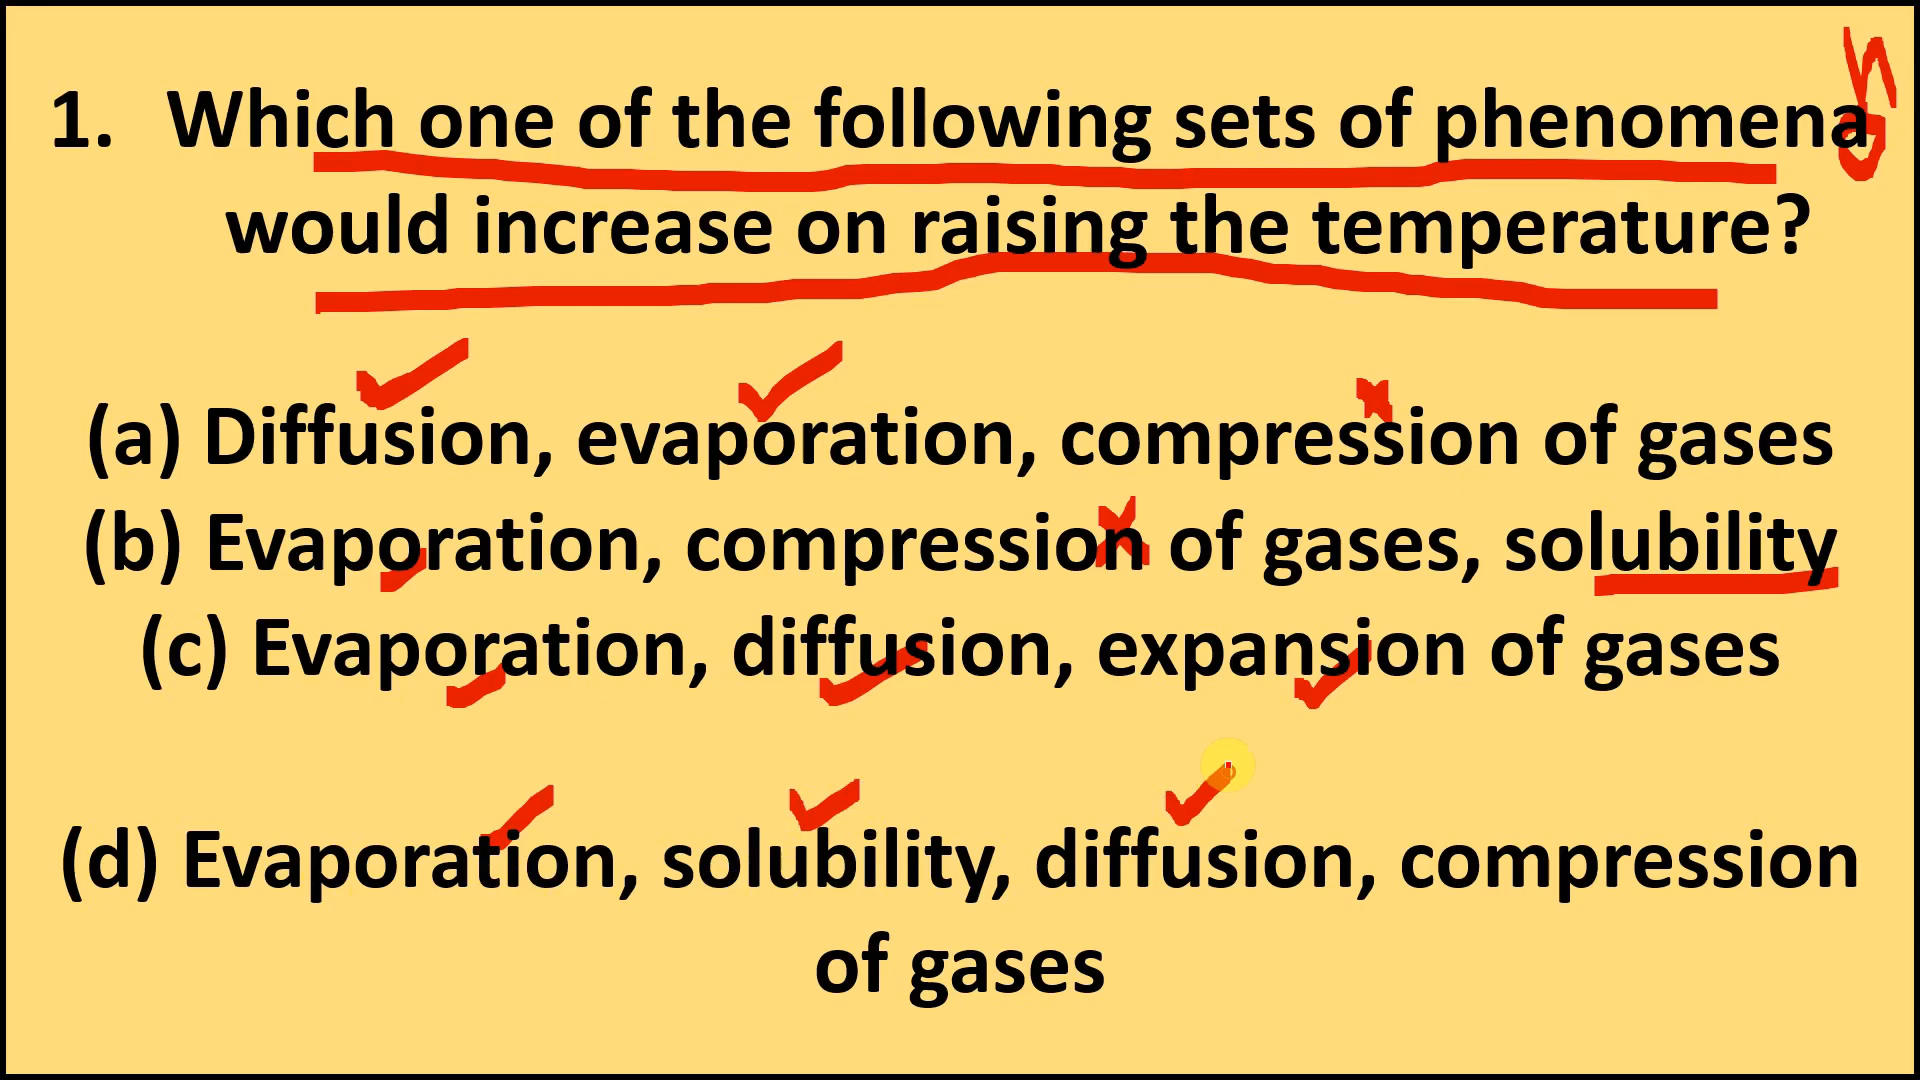 1. Which one of the following sets of phenomena
would increase on raising the temperature?
(a) Diffusion, evaporation, compression of gases
(b) Evaporation, compression of gases, solubility
(c) Evaporation, diffusion, expansion of gases
(d) Evaporation, solubility, diffusion, compression
of gases